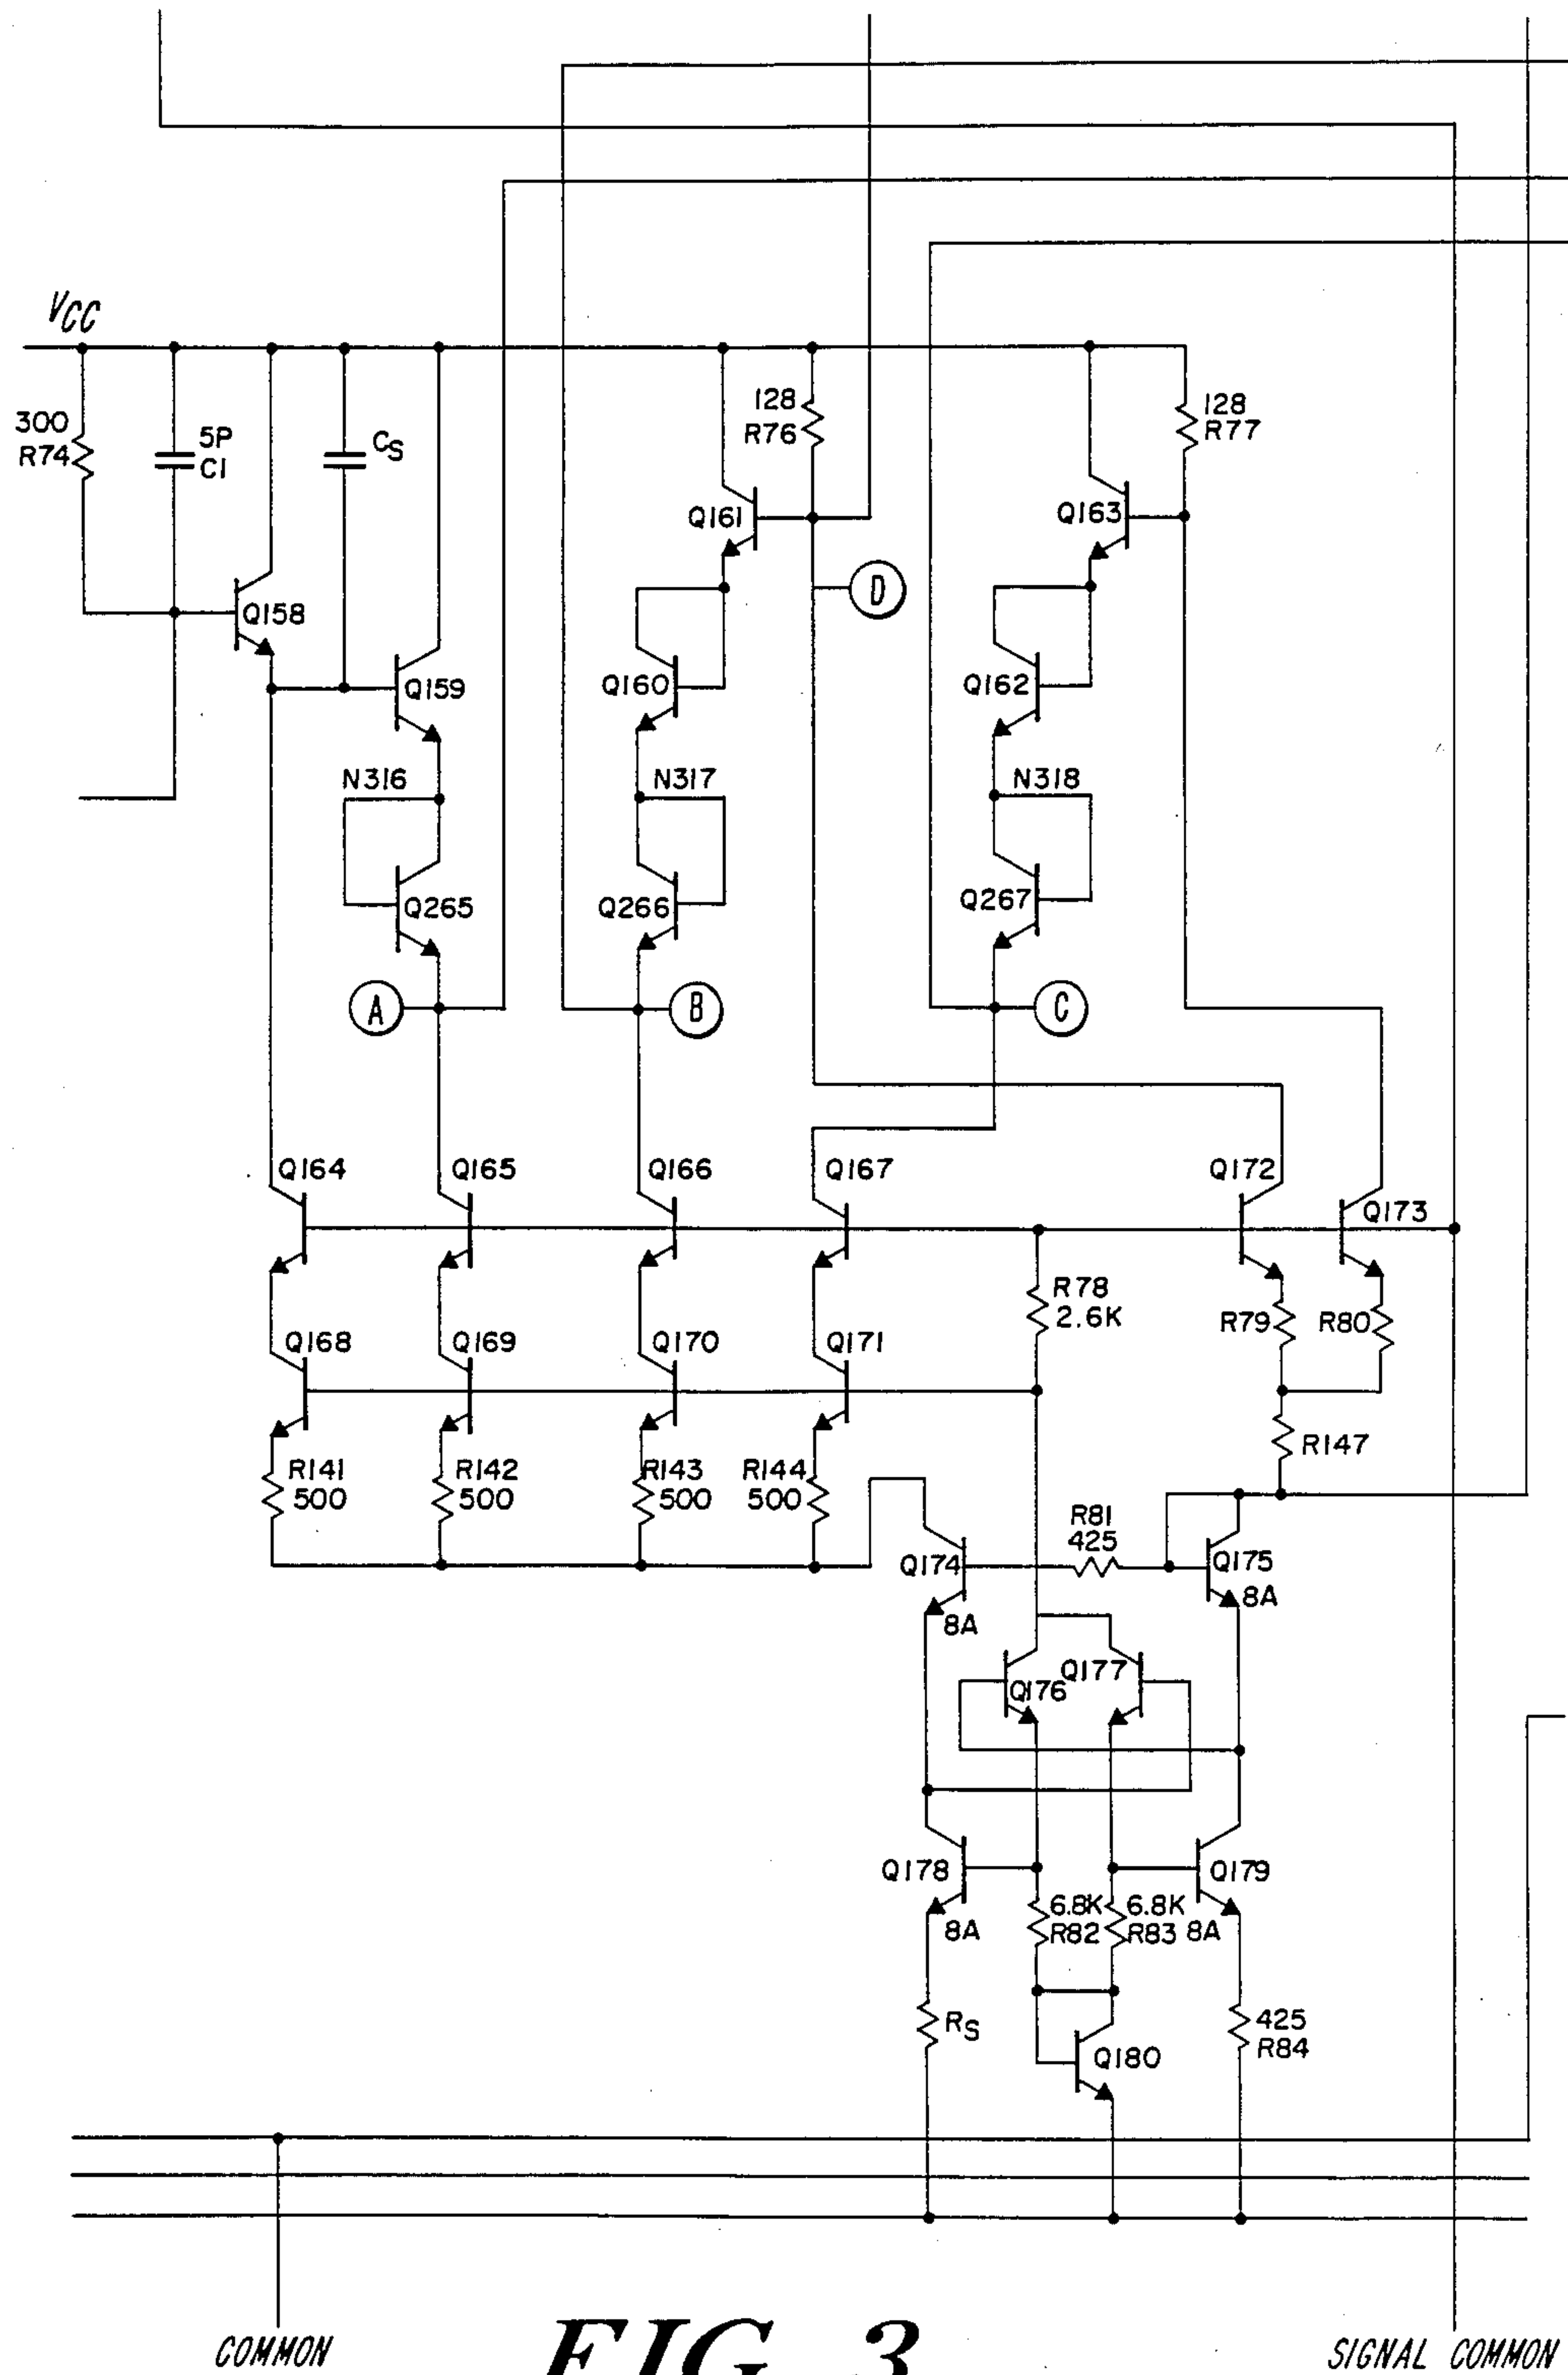 VCC
300
R74
5P
C1
CS
128
R76
128
R77
Q161
Q163
D
Q158
Q159
Q160
Q162
N316
N317
N318
Q265
Q266
Q267
A
B
C
Q164
Q165
Q166
Q167
Q172
Q173
R78
2.6K
R79
R80
Q168
Q169
Q170
Q171
R147
R141
500
R142
500
R143
500
R144
500
R81
425
Q174
8A
Q175
8A
Q176
Q177
Q178
8A
Q179
8A
6.8K
R82
6.8K
R83
RS
Q180
425
R84
COMMON
FIG. 3
SIGNAL COMMON